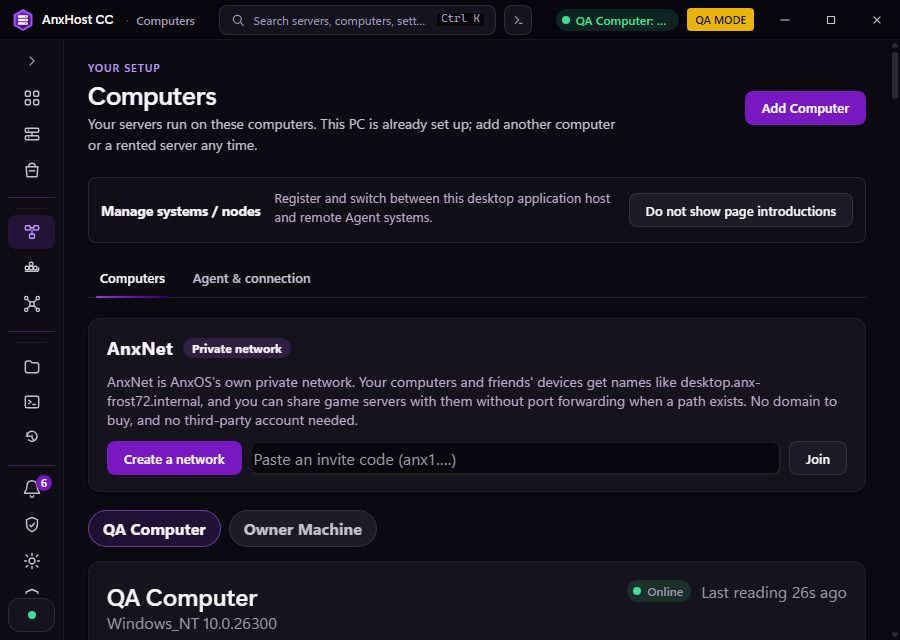 AnxHost CC · Computers
Search servers, computers, sett... Ctrl K
QA Computer: ...
QA MODE
YOUR SETUP
Computers
Your servers run on these computers. This PC is already set up; add another computer
or a rented server any time.
Add Computer
Manage systems / nodes
Register and switch between this desktop application host
and remote Agent systems.
Do not show page introductions
Computers
Agent & connection
AnxNet Private network
AnxNet is AnxOS's own private network. Your computers and friends' devices get names like desktop.anx-
frost72.internal, and you can share game servers with them without port forwarding when a path exists. No domain to
buy, and no third-party account needed.
Create a network
Paste an invite code (anx1....)
Join
6
QA Computer
Owner Machine
QA Computer
Online
Last reading 26s ago
Windows_NT 10.0.26300